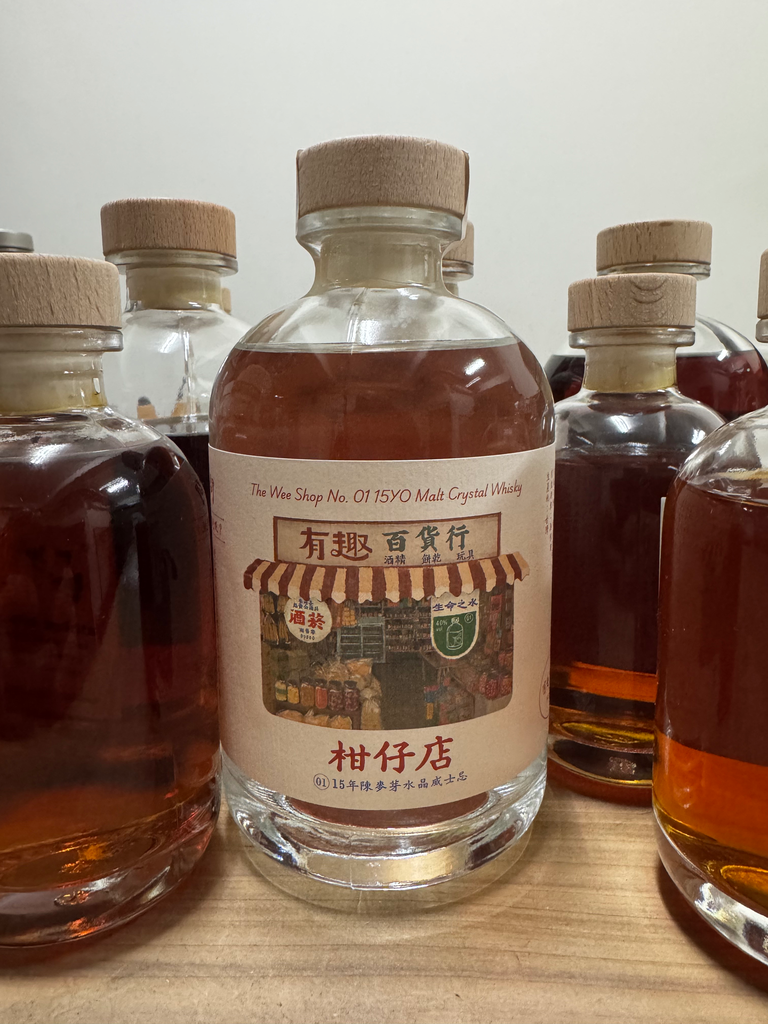 The Wee Shop No. 01 15YO Malt Crystal Whisky
有趣 百貨行
酒精 餅乾 玩具
酒菸
生命之水
40%
01
柑仔店
01 15年陳麥芽水晶威士忌